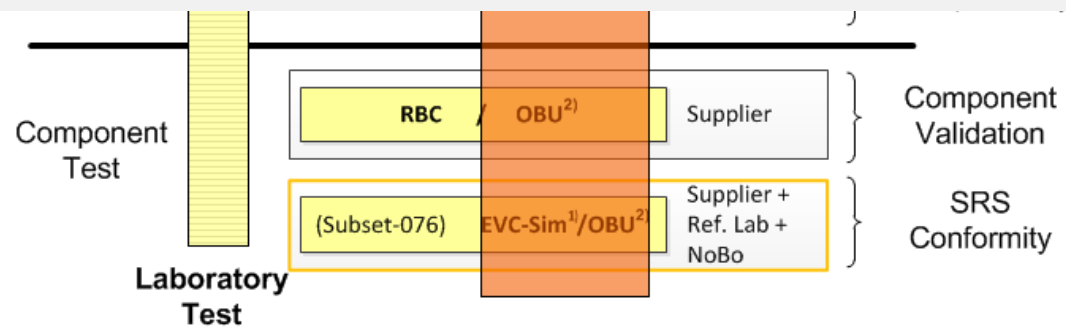 Component
Test
RBC / OBU2)
Supplier
Component
Validation
(Subset-076) EVC-Sim1)/OBU2)
Supplier +
Ref. Lab +
NoBo
SRS
Conformity
Laboratory
Test